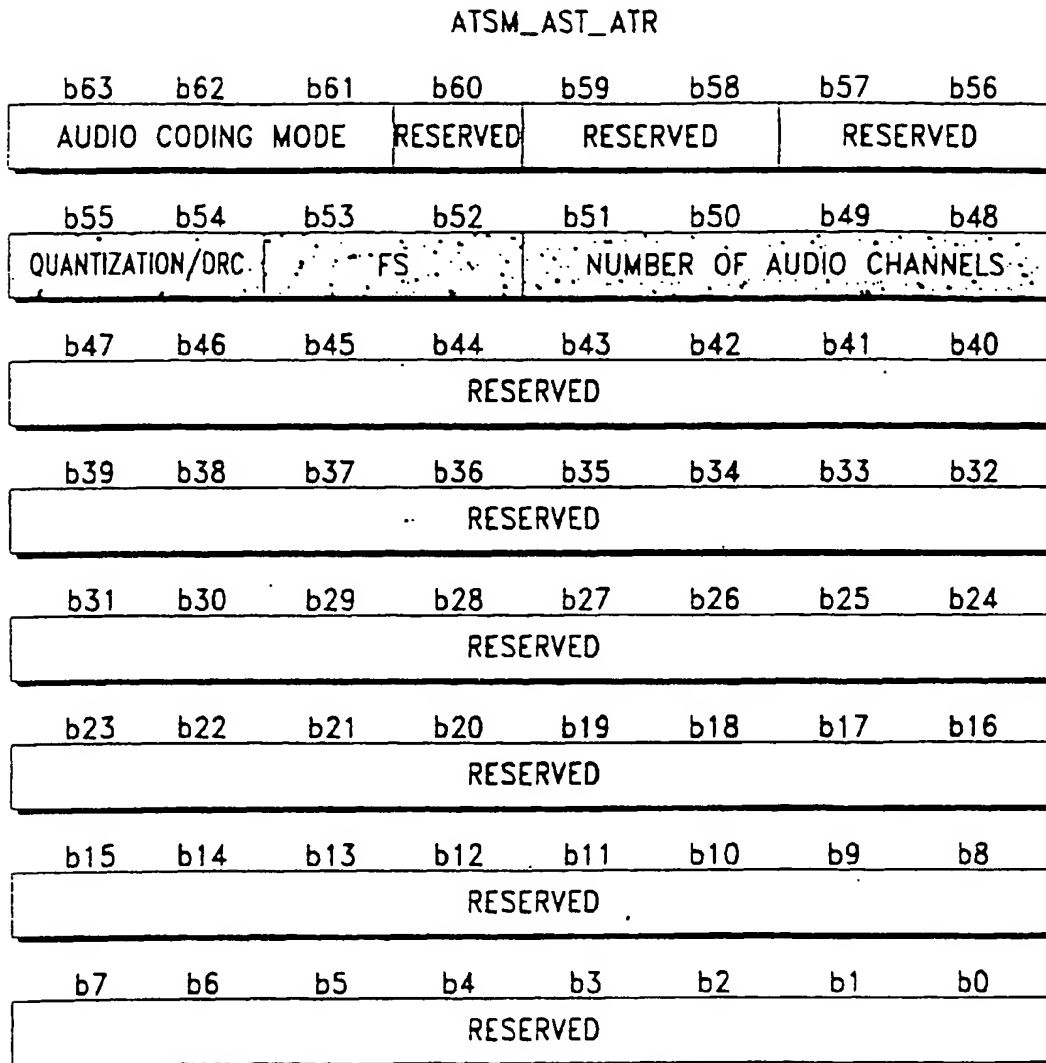 ATSM_AST_ATR
b63 b62 b61 b60 b59 b58 b57 b56
AUDIO CODING MODE RESERVED RESERVED RESERVED
b55 b54 b53 b52 b51 b50 b49 b48
QUANTIZATION/DRC FS NUMBER OF AUDIO CHANNELS
b47 b46 b45 b44 b43 b42 b41 b40
RESERVED
b39 b38 b37 b36 b35 b34 b33 b32
RESERVED
b31 b30 b29 b28 b27 b26 b25 b24
RESERVED
b23 b22 b21 b20 b19 b18 b17 b16
RESERVED
b15 b14 b13 b12 b11 b10 b9 b8
RESERVED
b7 b6 b5 b4 b3 b2 b1 b0
RESERVED